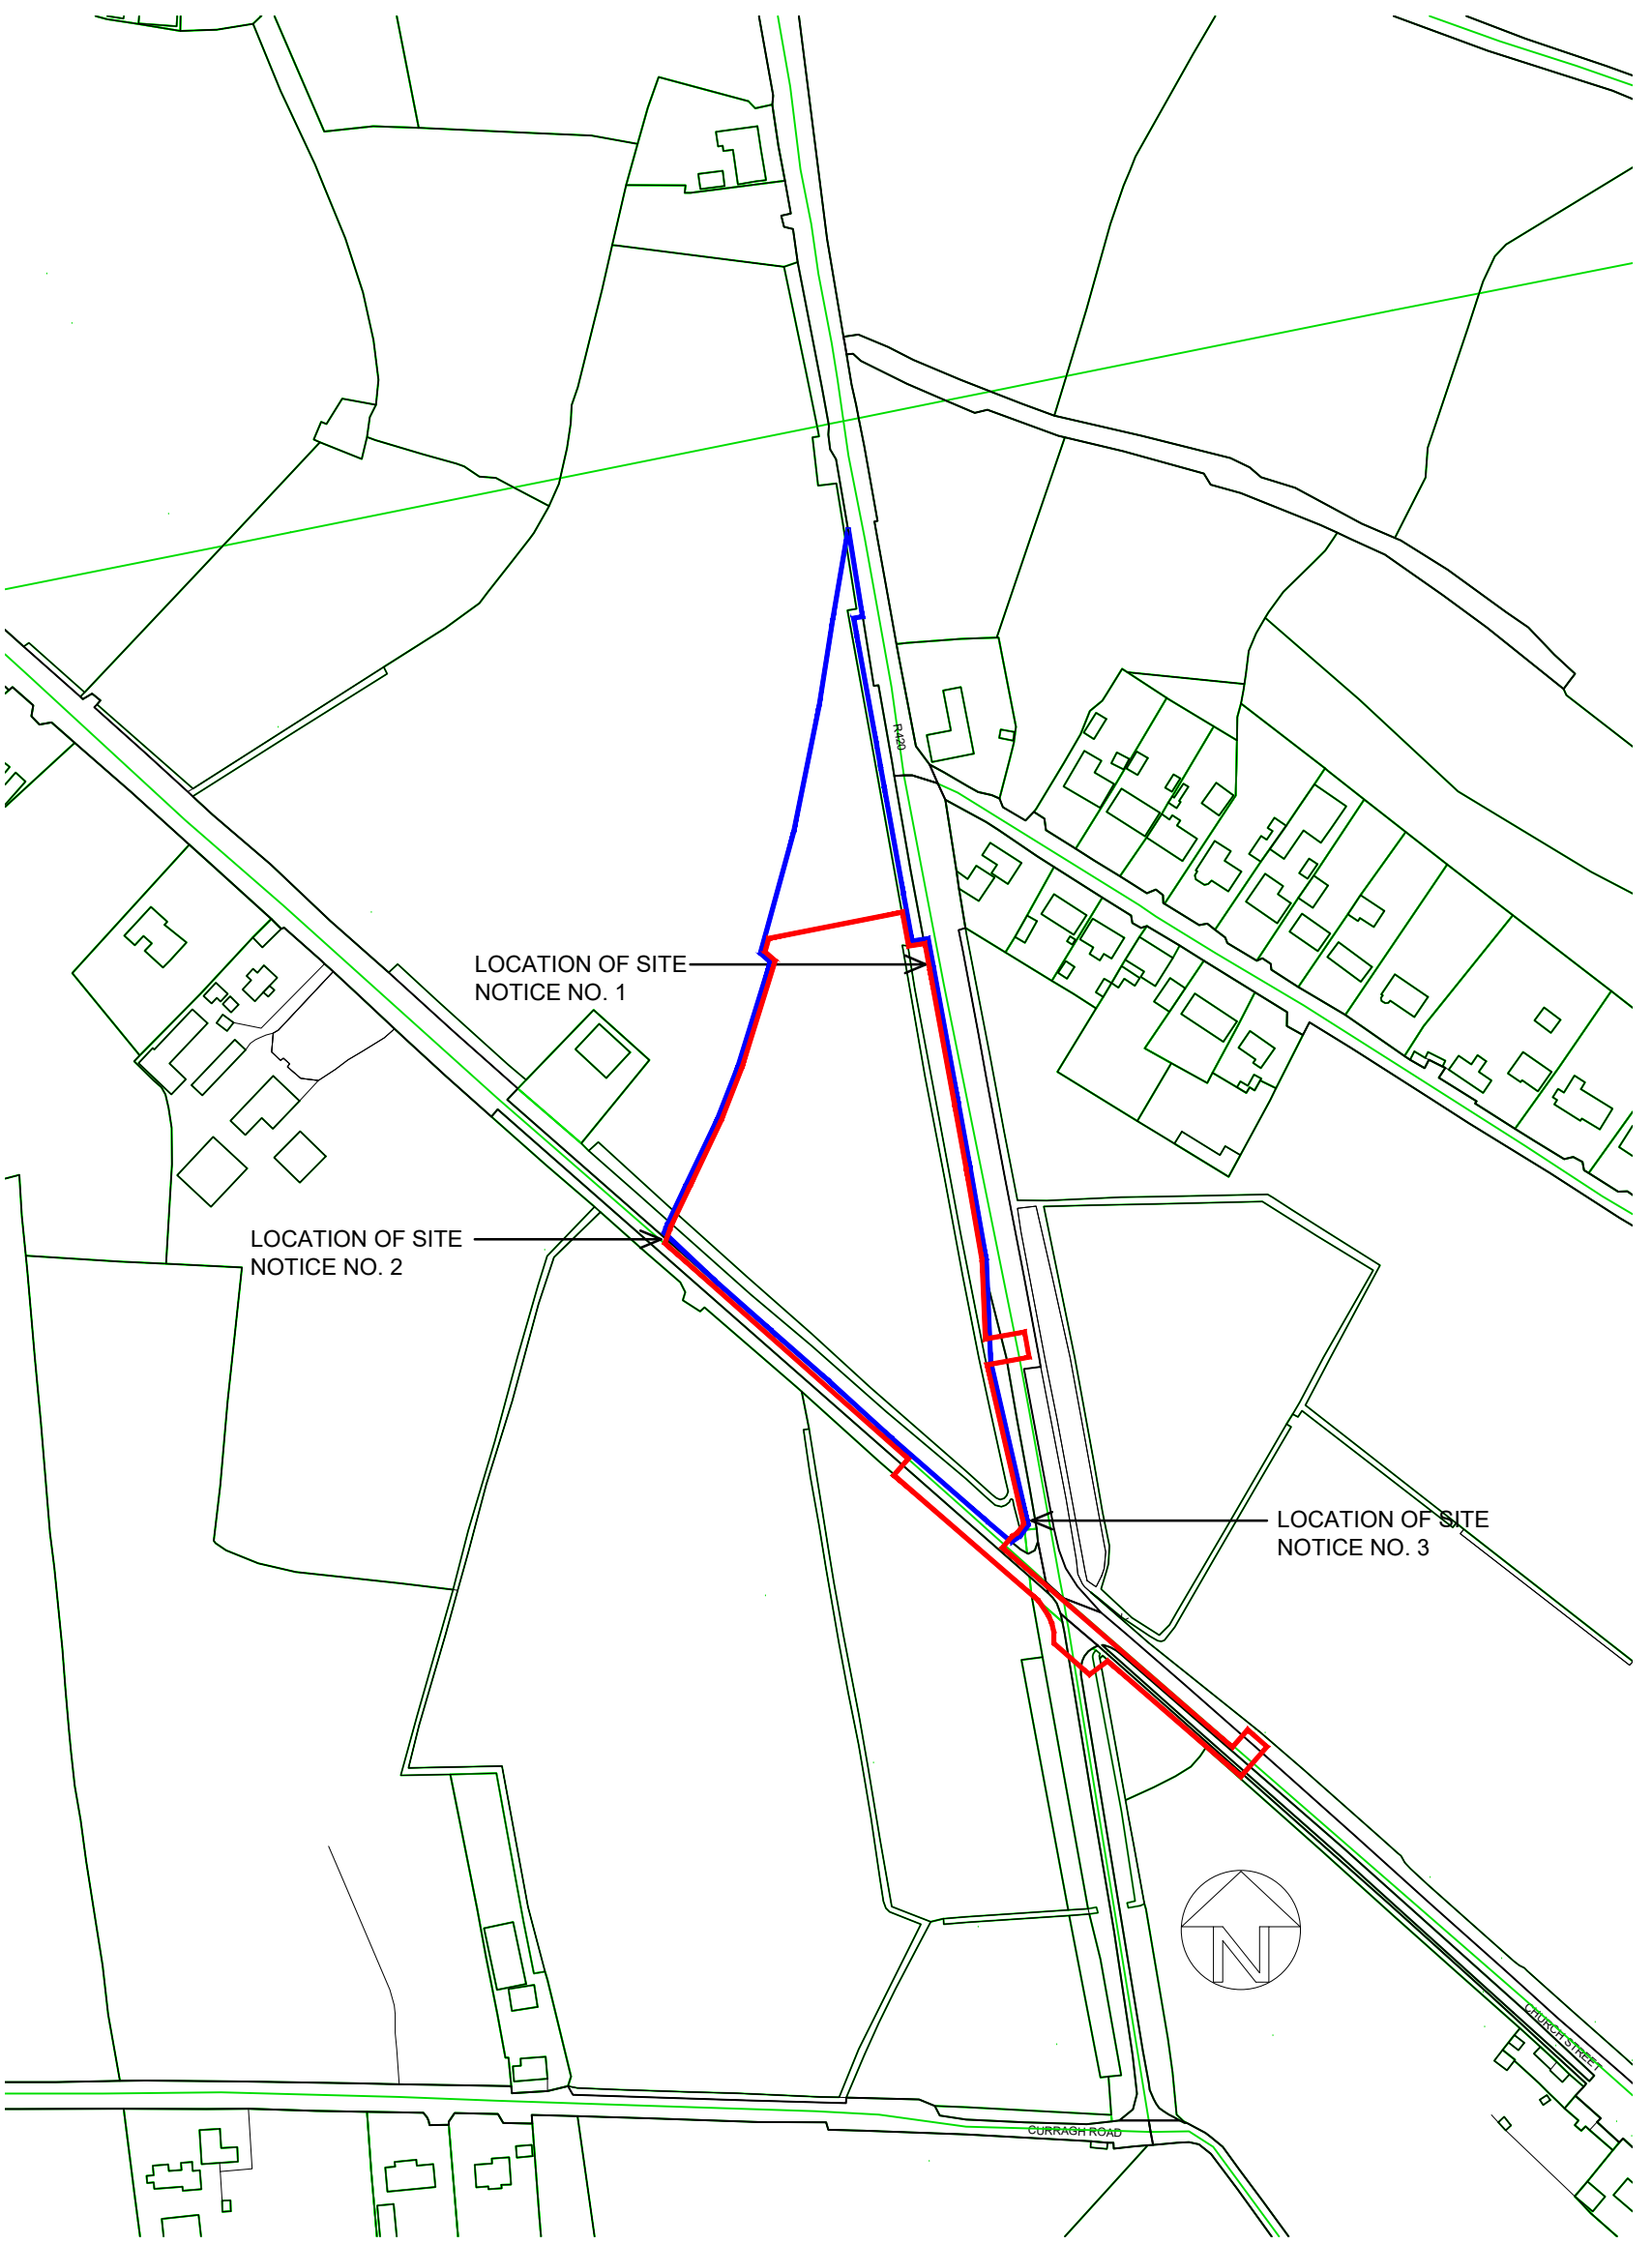 R420
LOCATION OF SITE
NOTICE NO. 1
LOCATION OF SITE
NOTICE NO. 2
LOCATION OF SITE
NOTICE NO. 3
N
CHURCH STREET
CURRAGH ROAD